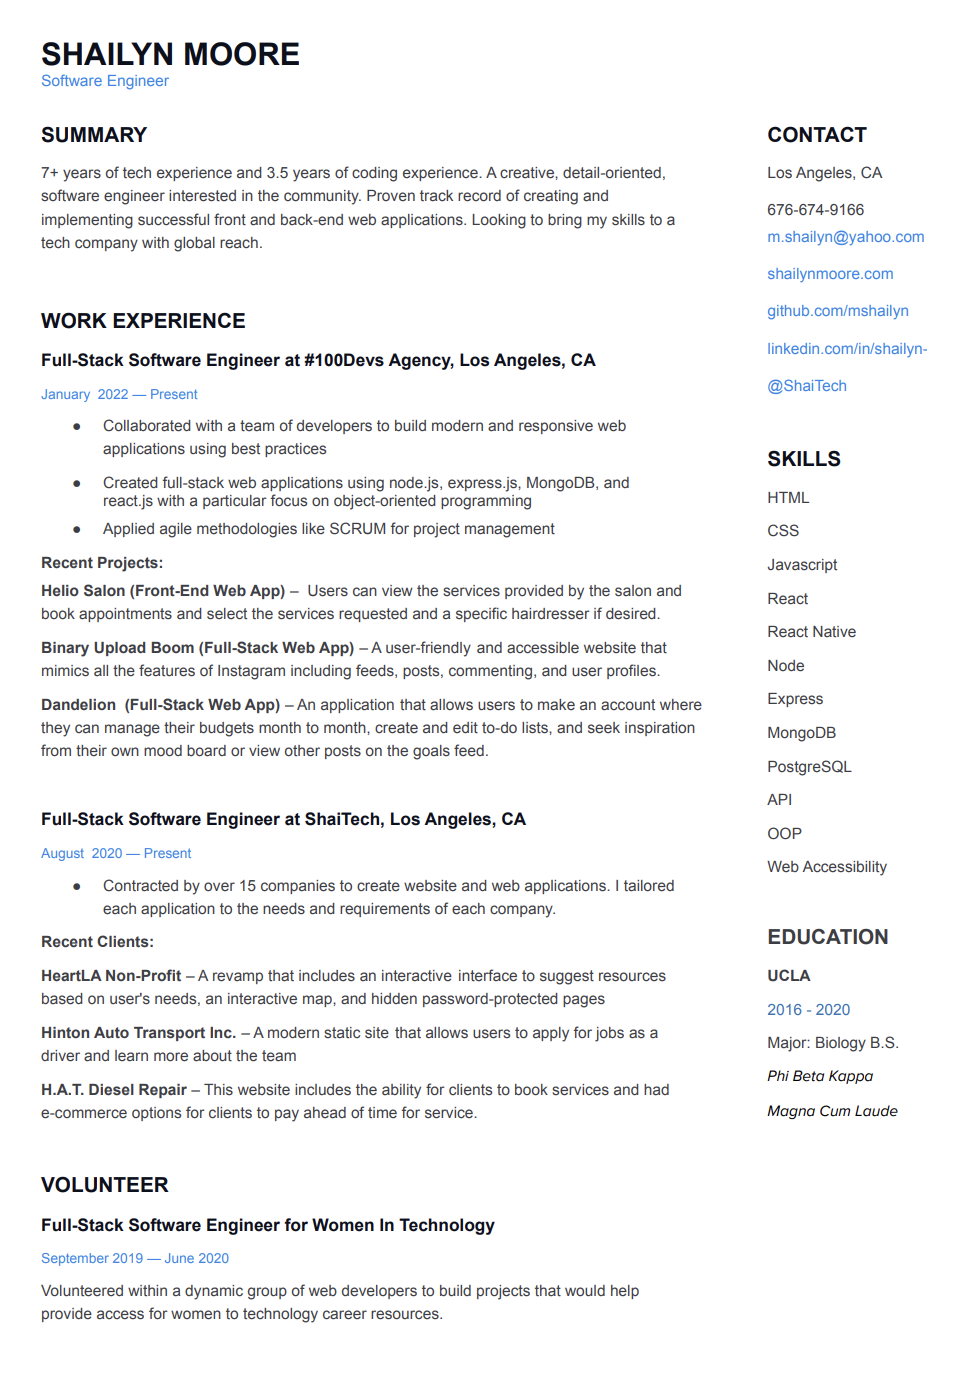 SHAILYN MOORE
Software Engineer
SUMMARY
7+ years of tech experience and 3.5 years of coding experience. A creative, detail-oriented,
software engineer interested in the community. Proven track record of creating and
implementing successful front and back-end web applications. Looking to bring my skills to a
tech company with global reach.
WORK EXPERIENCE
Full-Stack Software Engineer at #100Devs Agency, Los Angeles, CA
January 2022 — Present
● Collaborated with a team of developers to build modern and responsive web
applications using best practices
● Created full-stack web applications using node.js, express.js, MongoDB, and
react.js with a particular focus on object-oriented programming
● Applied agile methodologies like SCRUM for project management
Recent Projects:
Helio Salon (Front-End Web App) – Users can view the services provided by the salon and
book appointments and select the services requested and a specific hairdresser if desired.
Binary Upload Boom (Full-Stack Web App) – A user-friendly and accessible website that
mimics all the features of Instagram including feeds, posts, commenting, and user profiles.
Dandelion (Full-Stack Web App) – An application that allows users to make an account where
they can manage their budgets month to month, create and edit to-do lists, and seek inspiration
from their own mood board or view other posts on the goals feed.
Full-Stack Software Engineer at ShaiTech, Los Angeles, CA
August 2020 — Present
● Contracted by over 15 companies to create website and web applications. I tailored
each application to the needs and requirements of each company.
Recent Clients:
HeartLA Non-Profit – A revamp that includes an interactive interface to suggest resources
based on user's needs, an interactive map, and hidden password-protected pages
Hinton Auto Transport Inc. – A modern static site that allows users to apply for jobs as a
driver and learn more about the team
H.A.T. Diesel Repair – This website includes the ability for clients to book services and had
e-commerce options for clients to pay ahead of time for service.
VOLUNTEER
Full-Stack Software Engineer for Women In Technology
September 2019 — June 2020
Volunteered within a dynamic group of web developers to build projects that would help
provide access for women to technology career resources.
CONTACT
Los Angeles, CA
676-674-9166
m.shailyn@yahoo.com
shailynmoore.com
github.com/mshailyn
linkedin.com/in/shailyn-
@ShaiTech
SKILLS
HTML
CSS
Javascript
React
React Native
Node
Express
MongoDB
PostgreSQL
API
OOP
Web Accessibility
EDUCATION
UCLA
2016 - 2020
Major: Biology B.S.
Phi Beta Kappa
Magna Cum Laude